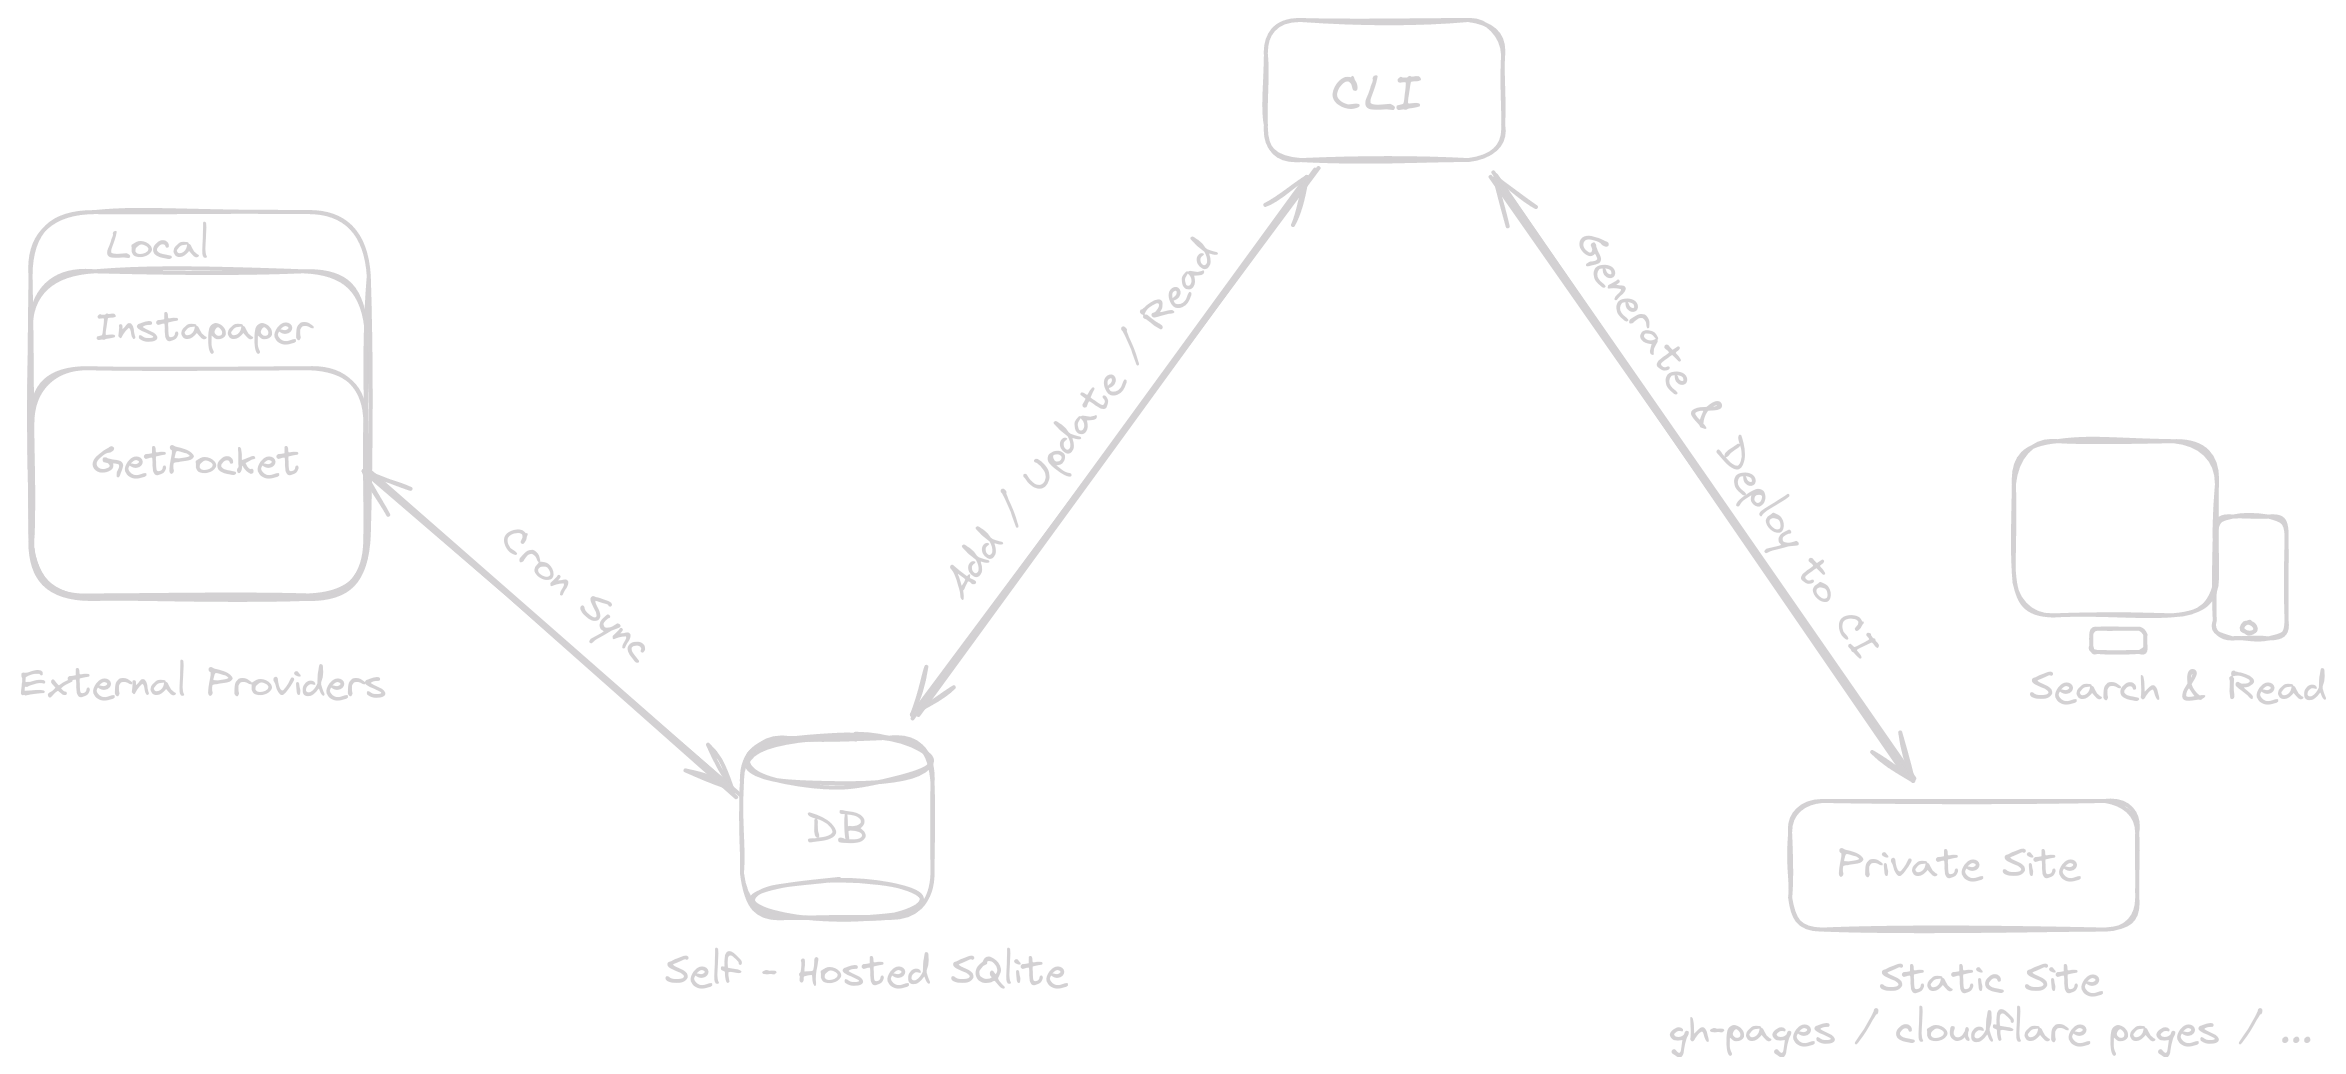 CLI
Local
Instapaper
GetPocket
External Providers
Cron Sync
Add / Update / Read
Generate & Deploy to CI
Search & Read
DB
Self - Hosted SQlite
Private Site
Static Site
gh-pages / cloudflare pages / ...